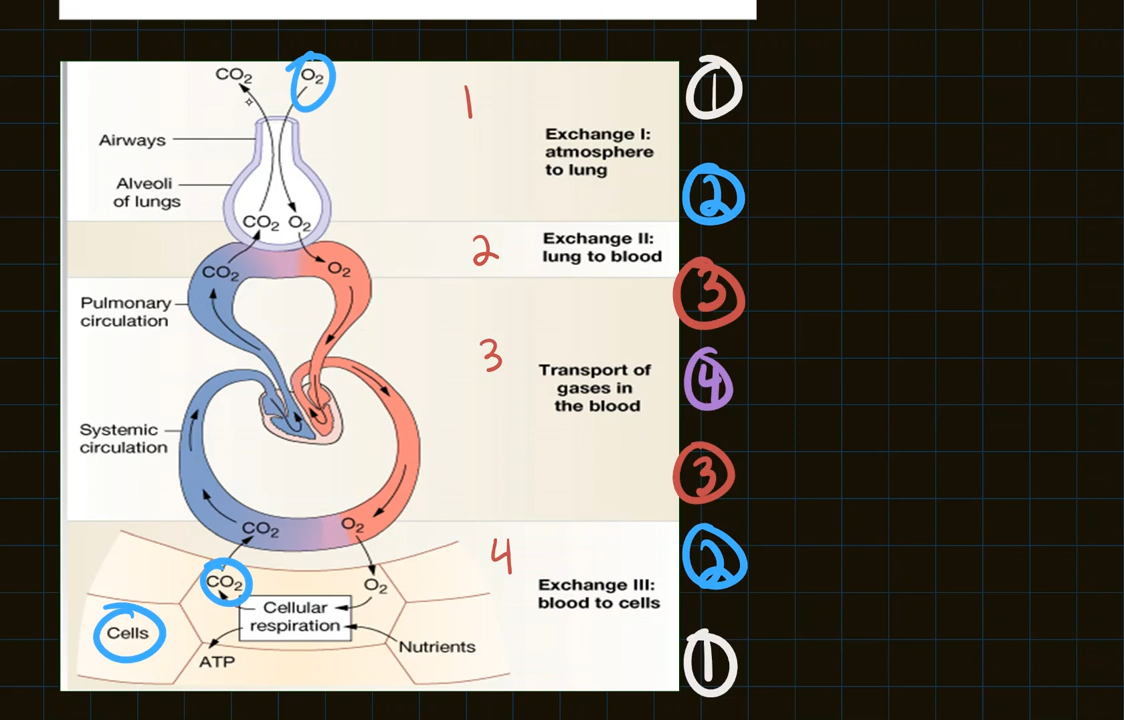 CO₂ O₂
1
1
Airways
Exchange I:
atmosphere
to lung
Alveoli
of lungs
2
CO₂ O₂
2
Exchange II:
lung to blood
CO₂ O₂
3
Pulmonary
circulation
3
Transport of
gases in
the blood
4
Systemic
circulation
3
CO₂ O₂
4
2
CO₂ O₂
Exchange III:
blood to cells
Cellular
respiration
Cells
Nutrients
ATP
1